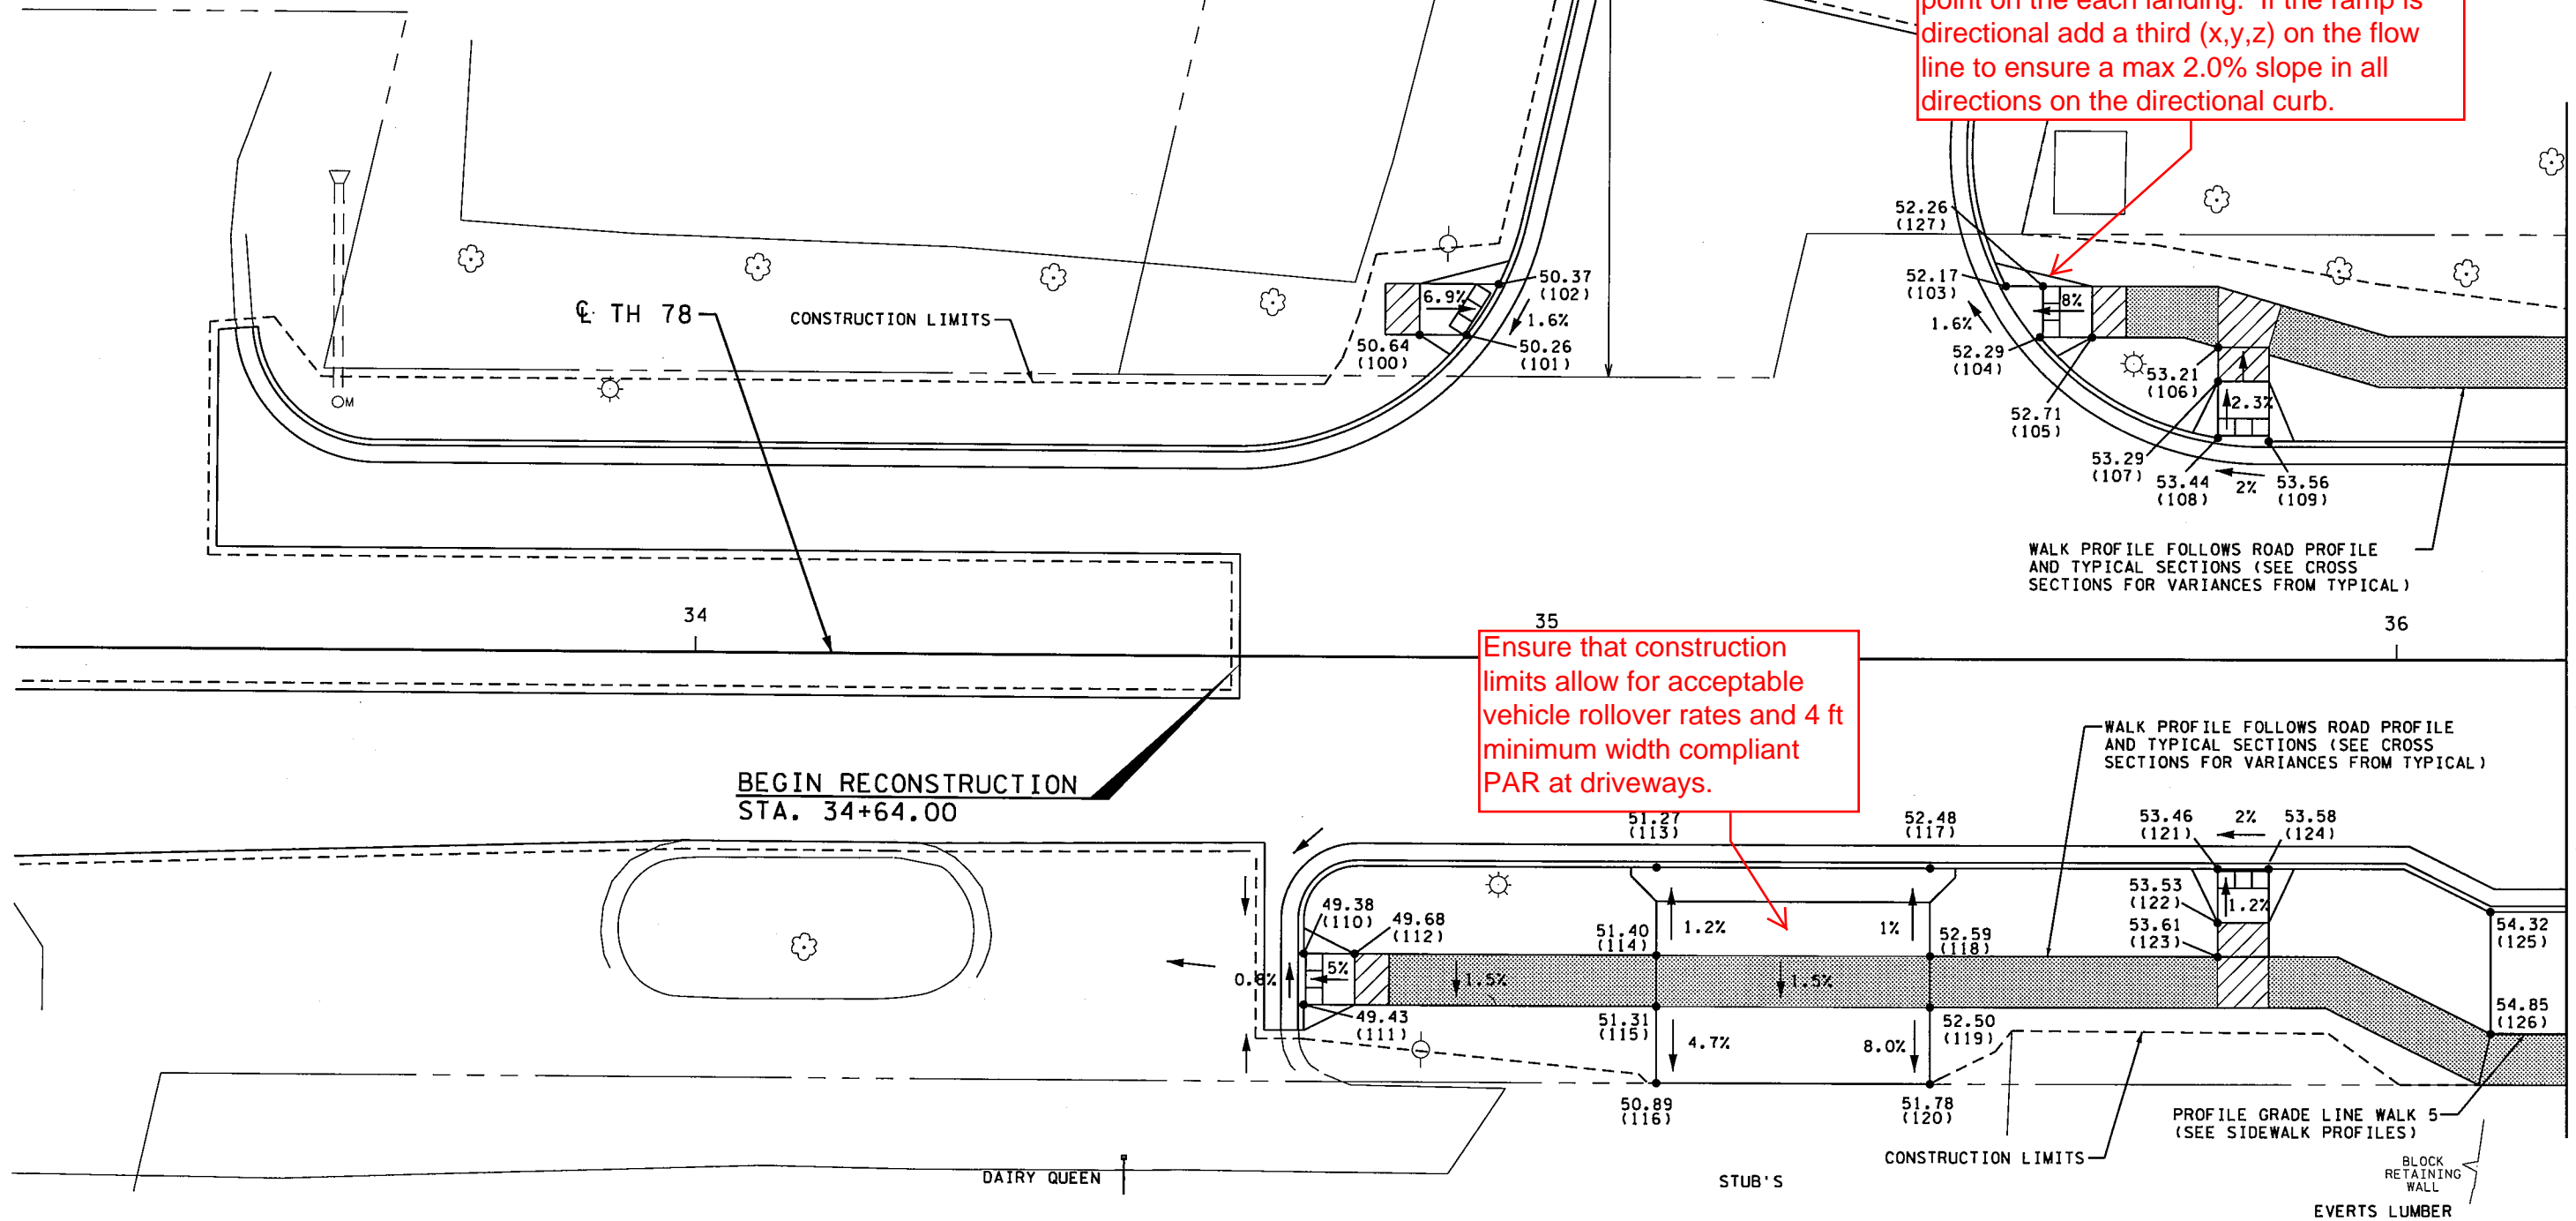 point on the each landing. If the ramp is
directional add a third (x,y,z) on the flow
line to ensure a max 2.0% slope in all
directions on the directional curb.
52.26
(127)
52.17
(103)
1.6%
8%
52.29
(104)
52.71
(105)
53.21
(106)
2.3%
53.29
(107)
53.44
(108)
2%
53.56
(109)
℄ TH 78
CONSTRUCTION LIMITS
6.9%
50.37
(102)
1.6%
50.64
(100)
50.26
(101)
M
WALK PROFILE FOLLOWS ROAD PROFILE
AND TYPICAL SECTIONS (SEE CROSS
SECTIONS FOR VARIANCES FROM TYPICAL)
34
35
36
Ensure that construction
limits allow for acceptable
vehicle rollover rates and 4 ft
minimum width compliant
PAR at driveways.
BEGIN RECONSTRUCTION
STA. 34+64.00
WALK PROFILE FOLLOWS ROAD PROFILE
AND TYPICAL SECTIONS (SEE CROSS
SECTIONS FOR VARIANCES FROM TYPICAL)
51.27
(113)
52.48
(117)
53.46
(121)
2%
53.58
(124)
49.38
(110)
49.68
(112)
51.40
(114)
1.2%
1%
52.59
(118)
53.53
(122)
1.2%
53.61
(123)
54.32
(125)
0.8%
5%
1.5%
1.5%
49.43
(111)
51.31
(115)
4.7%
8.0%
52.50
(119)
54.85
(126)
50.89
(116)
51.78
(120)
PROFILE GRADE LINE WALK 5
(SEE SIDEWALK PROFILES)
CONSTRUCTION LIMITS
DAIRY QUEEN
STUB'S
BLOCK
RETAINING
WALL
EVERTS LUMBER